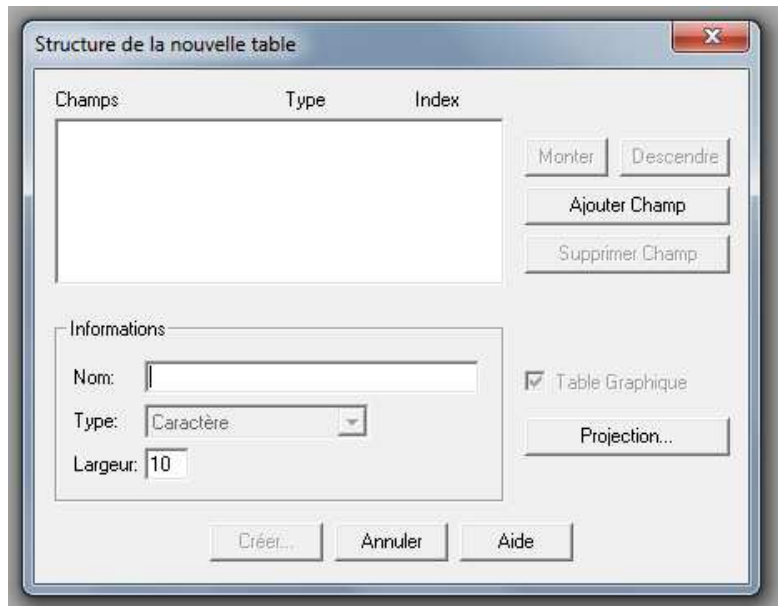 Structure de la nouvelle table
Champs Type Index
Monter Descendre
Ajouter Champ
Supprimer Champ
Informations
Nom:
Type: Caractère
Largeur: 10
Table Graphique
Projection...
Créer... Annuler Aide